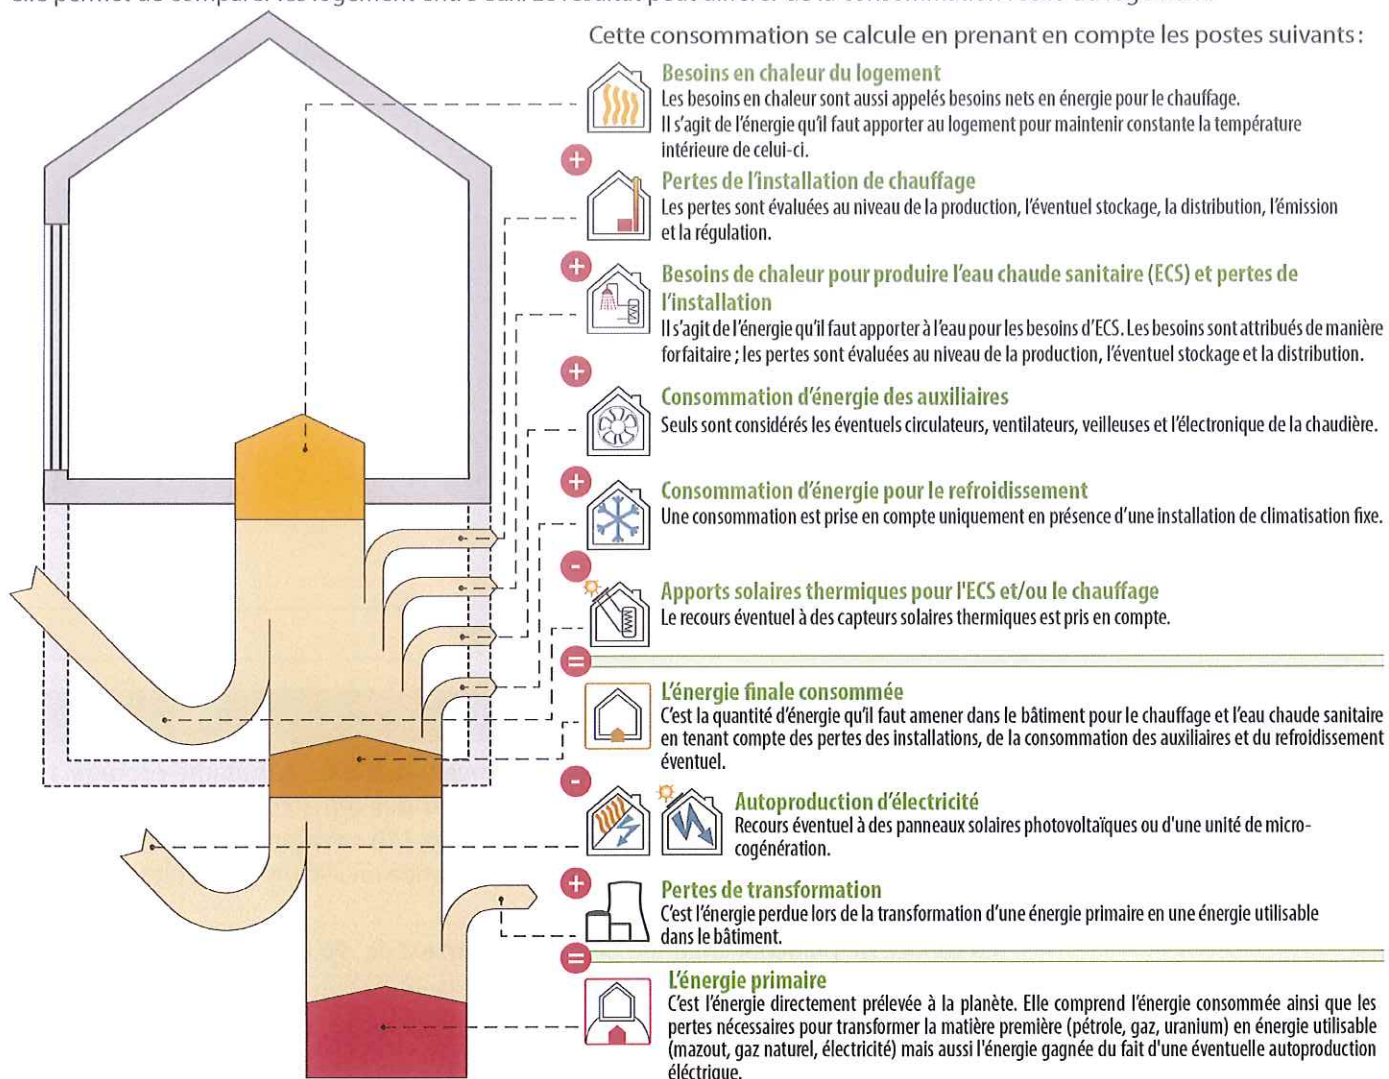 Cette consommation se calcule en prenant en compte les postes suivants :
Besoins en chaleur du logement
Les besoins en chaleur sont aussi appelés besoins nets en énergie pour le chauffage.
Il s'agit de l'énergie qu'il faut apporter au logement pour maintenir constante la température
intérieure de celui-ci.
+
Pertes de l'installation de chauffage
Les pertes sont évaluées au niveau de la production, l'éventuel stockage, la distribution, l'émission
et la régulation.
+
Besoins de chaleur pour produire l'eau chaude sanitaire (ECS) et pertes de
l'installation
Il s'agit de l'énergie qu'il faut apporter à l'eau pour les besoins d'ECS. Les besoins sont attribués de manière
forfaitaire ; les pertes sont évaluées au niveau de la production, l'éventuel stockage et la distribution.
+
Consommation d'énergie des auxiliaires
Seuls sont considérés les éventuels circulateurs, ventilateurs, veilleuses et l'électronique de la chaudière.
+
Consommation d'énergie pour le refroidissement
Une consommation est prise en compte uniquement en présence d'une installation de climatisation fixe.
-
Apports solaires thermiques pour l'ECS et/ou le chauffage
Le recours éventuel à des capteurs solaires thermiques est pris en compte.
=
L'énergie finale consommée
C'est la quantité d'énergie qu'il faut amener dans le bâtiment pour le chauffage et l'eau chaude sanitaire
en tenant compte des pertes des installations, de la consommation des auxiliaires et du refroidissement
éventuel.
-
Autoproduction d'électricité
Recours éventuel à des panneaux solaires photovoltaïques ou d'une unité de micro-
cogénération.
+
Pertes de transformation
C'est l'énergie perdue lors de la transformation d'une énergie primaire en une énergie utilisable
dans le bâtiment.
=
L'énergie primaire
C'est l'énergie directement prélevée à la planète. Elle comprend l'énergie consommée ainsi que les
pertes nécessaires pour transformer la matière première (pétrole, gaz, uranium) en énergie utilisable
(mazout, gaz naturel, électricité) mais aussi l'énergie gagnée du fait d'une éventuelle autoproduction
éléctrique.